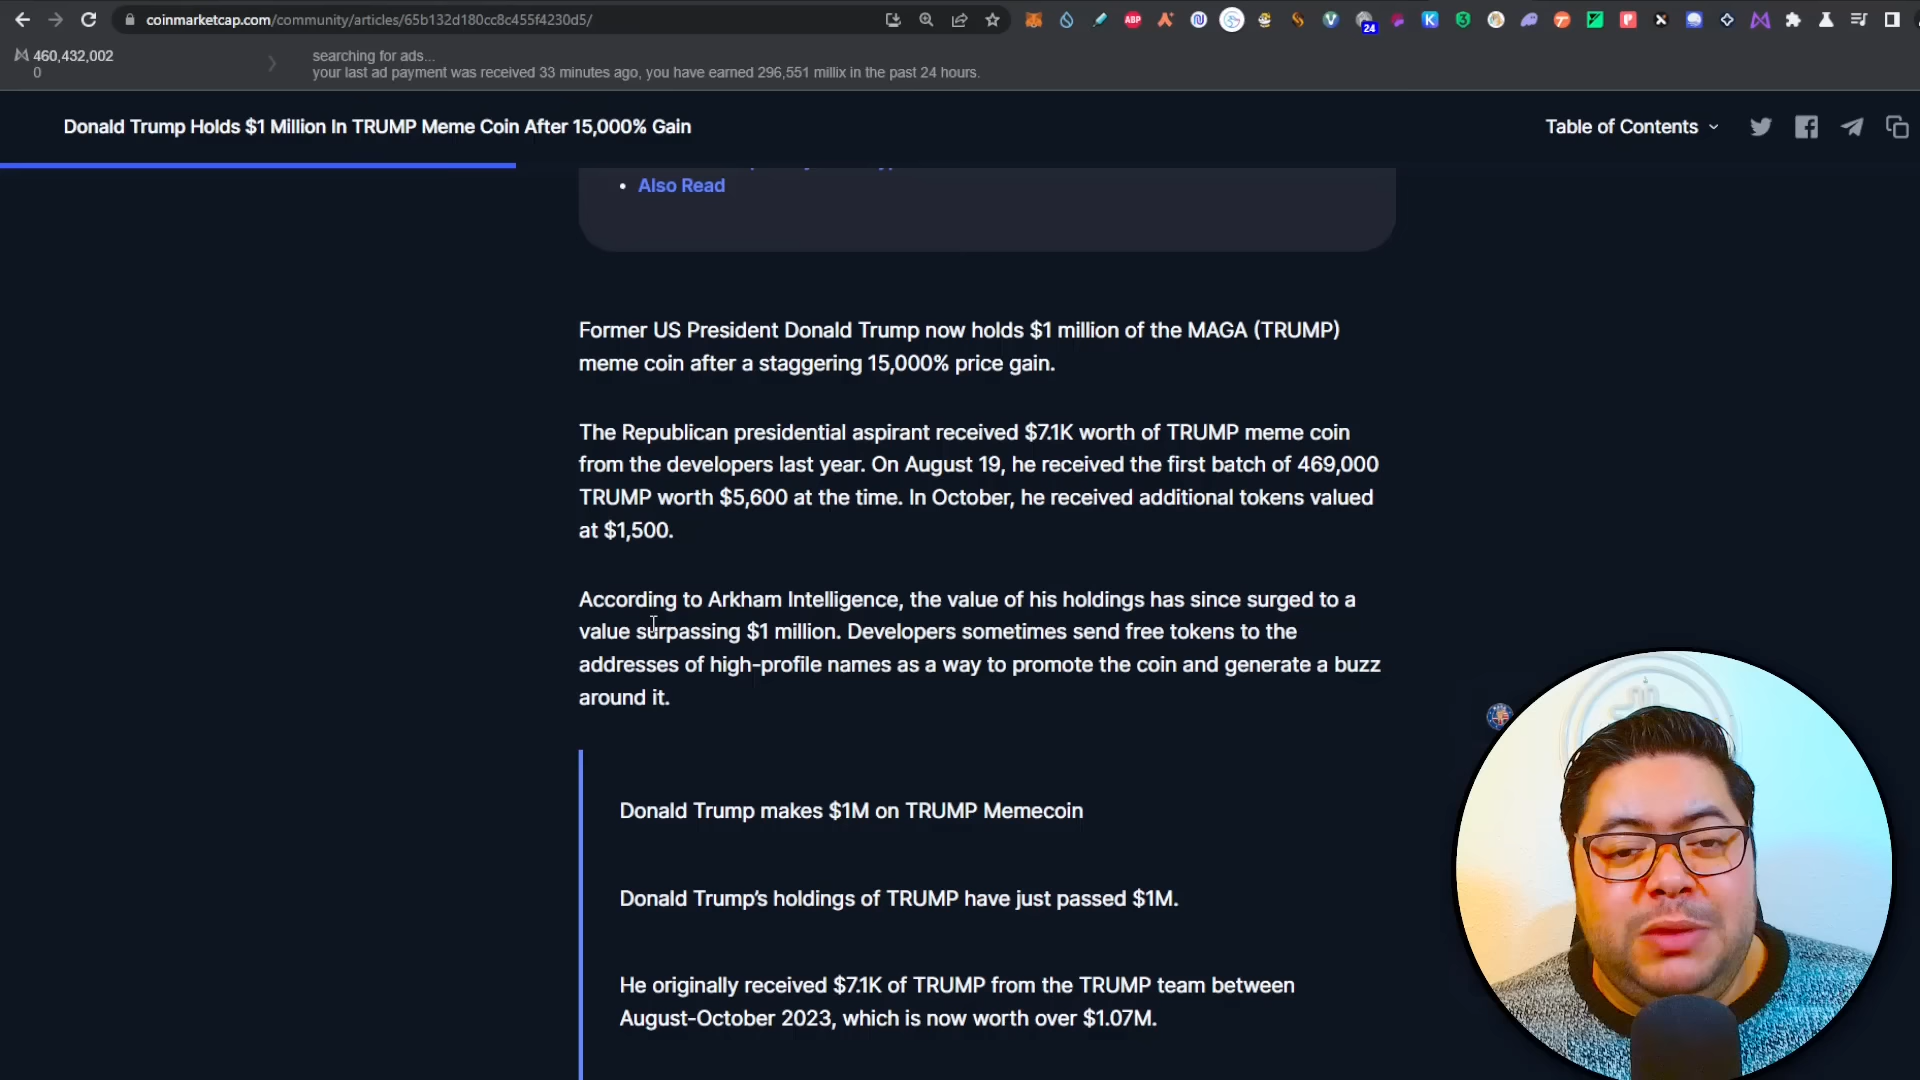 coinmarketcap.com/community/articles/65b132d180cc8c455f4230d5/
ABP
24
460,432,002
0
searching for ads...
your last ad payment was received 33 minutes ago, you have earned 296,551 millix in the past 24 hours.
Donald Trump Holds $1 Million In TRUMP Meme Coin After 15,000% Gain
Table of Contents
Also Read
Former US President Donald Trump now holds $1 million of the MAGA (TRUMP)
meme coin after a staggering 15,000% price gain.
The Republican presidential aspirant received $7.1K worth of TRUMP meme coin
from the developers last year. On August 19, he received the first batch of 469,000
TRUMP worth $5,600 at the time. In October, he received additional tokens valued
at $1,500.
According to Arkham Intelligence, the value of his holdings has since surged to a
value surpassing $1 million. Developers sometimes send free tokens to the
addresses of high-profile names as a way to promote the coin and generate a buzz
around it.
Donald Trump makes $1M on TRUMP Memecoin
Donald Trump’s holdings of TRUMP have just passed $1M.
He originally received $7.1K of TRUMP from the TRUMP team between
August-October 2023, which is now worth over $1.07M.